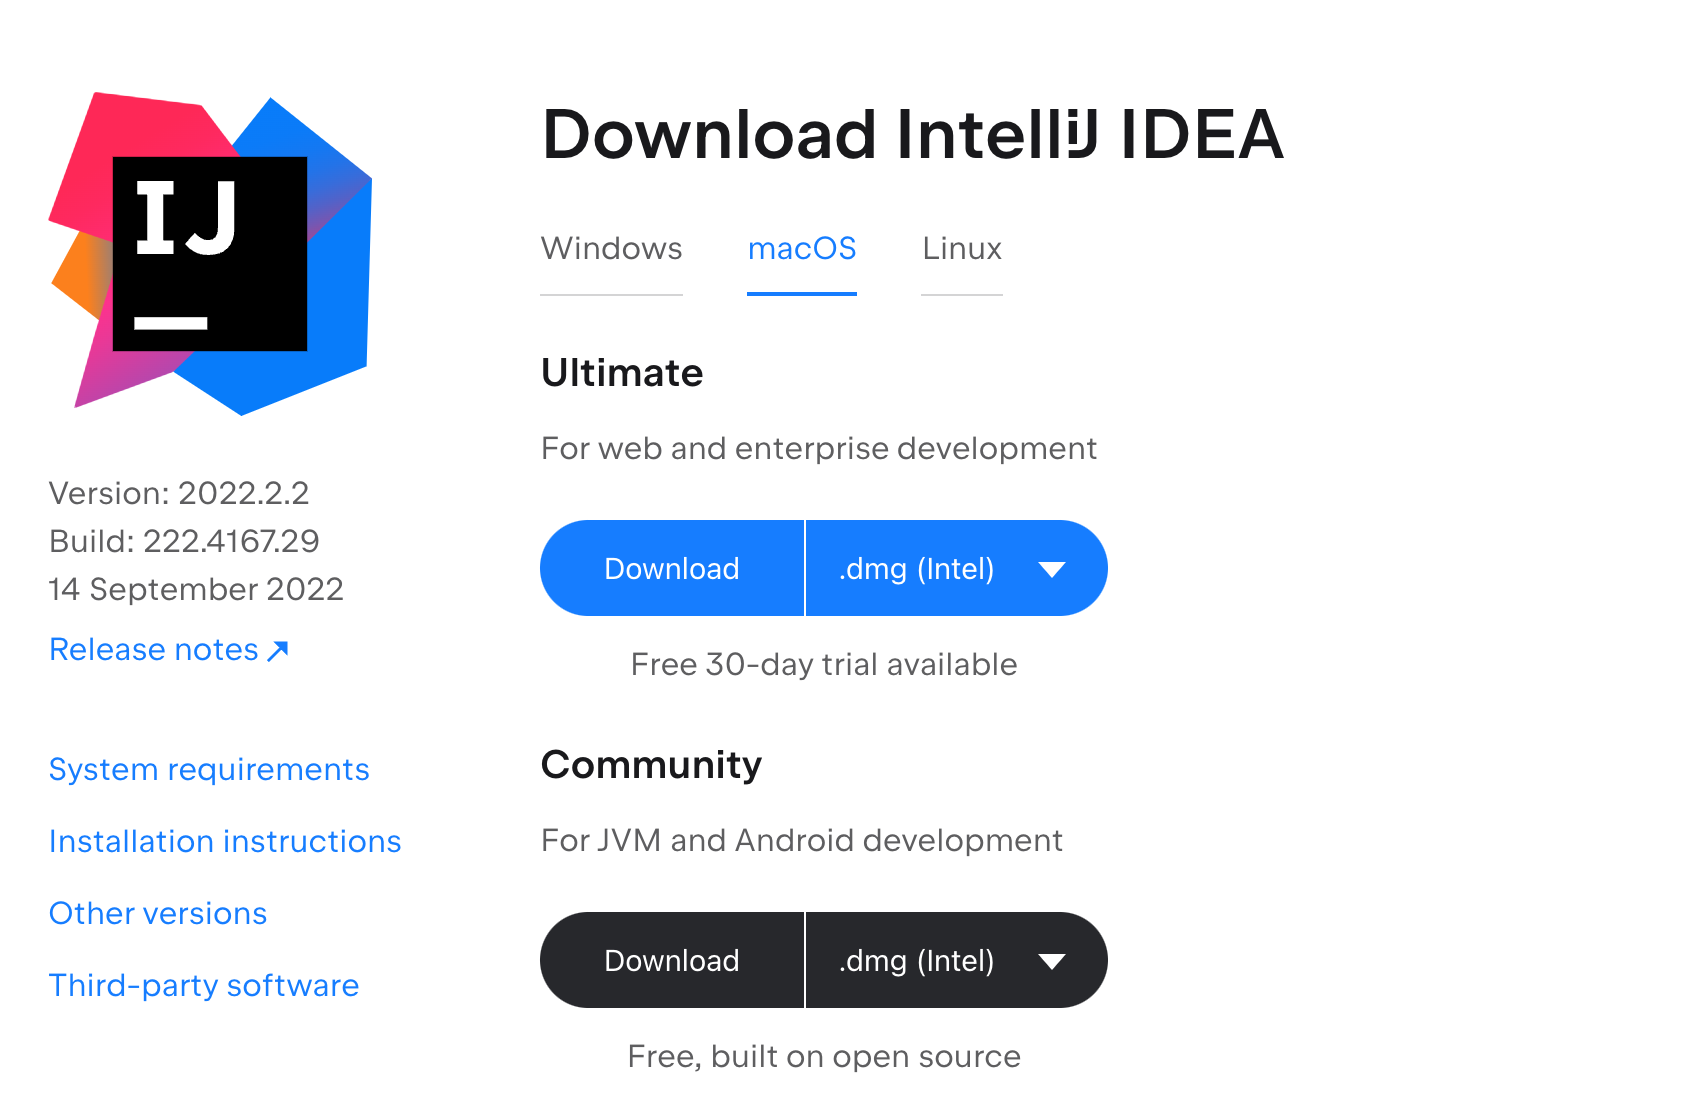 IJ
Version: 2022.2.2
Build: 222.4167.29
14 September 2022
Release notes
System requirements
Installation instructions
Other versions
Third-party software
Download IntelliJ IDEA
Windows macOS Linux
Ultimate
For web and enterprise development
Download .dmg (Intel)
Free 30-day trial available
Community
For JVM and Android development
Download .dmg (Intel)
Free, built on open source